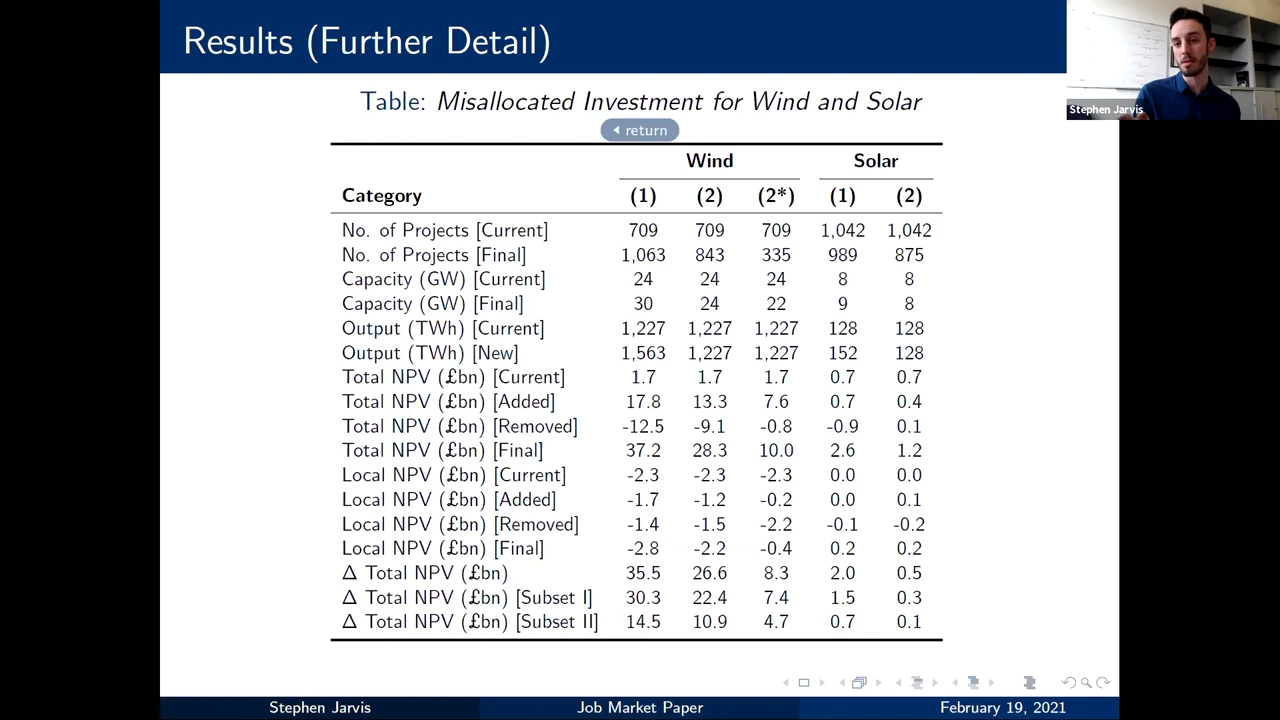 Results (Further Detail)
Stephen Jarvis
Table: Misallocated Investment for Wind and Solar
return
Wind Solar
Category (1) (2) (2*) (1) (2)
No. of Projects [Current] 709 709 709 1,042 1,042
No. of Projects [Final] 1,063 843 335 989 875
Capacity (GW) [Current] 24 24 24 8 8
Capacity (GW) [Final] 30 24 22 9 8
Output (TWh) [Current] 1,227 1,227 1,227 128 128
Output (TWh) [New] 1,563 1,227 1,227 152 128
Total NPV (£bn) [Current] 1.7 1.7 1.7 0.7 0.7
Total NPV (£bn) [Added] 17.8 13.3 7.6 0.7 0.4
Total NPV (£bn) [Removed] -12.5 -9.1 -0.8 -0.9 0.1
Total NPV (£bn) [Final] 37.2 28.3 10.0 2.6 1.2
Local NPV (£bn) [Current] -2.3 -2.3 -2.3 0.0 0.0
Local NPV (£bn) [Added] -1.7 -1.2 -0.2 0.0 0.1
Local NPV (£bn) [Removed] -1.4 -1.5 -2.2 -0.1 -0.2
Local NPV (£bn) [Final] -2.8 -2.2 -0.4 0.2 0.2
Δ Total NPV (£bn) 35.5 26.6 8.3 2.0 0.5
Δ Total NPV (£bn) [Subset I] 30.3 22.4 7.4 1.5 0.3
Δ Total NPV (£bn) [Subset II] 14.5 10.9 4.7 0.7 0.1
Stephen Jarvis Job Market Paper February 19, 2021